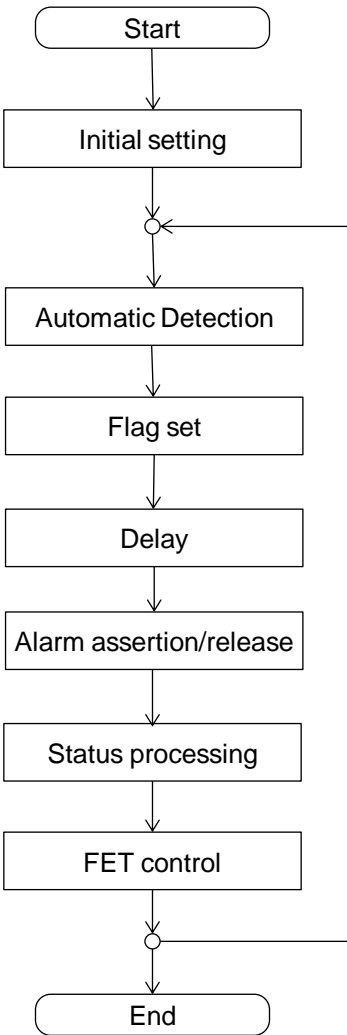 Start
Initial setting
Automatic Detection
Flag set
Delay
Alarm assertion/release
Status processing
FET control
End